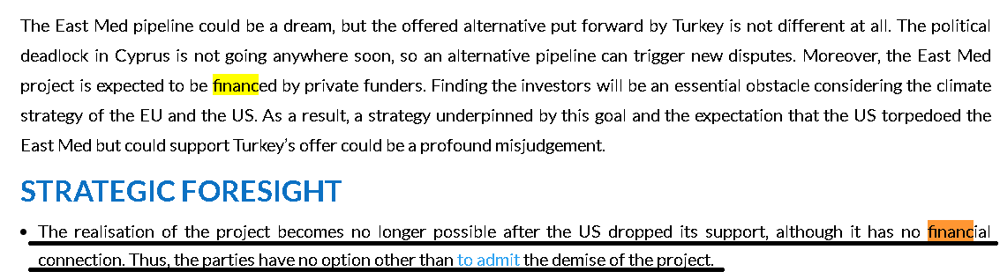 The East Med pipeline could be a dream, but the offered alternative put forward by Turkey is not different at all. The political
deadlock in Cyprus is not going anywhere soon, so an alternative pipeline can trigger new disputes. Moreover, the East Med
project is expected to be financed by private funders. Finding the investors will be an essential obstacle considering the climate
strategy of the EU and the US. As a result, a strategy underpinned by this goal and the expectation that the US torpedoed the
East Med but could support Turkey’s offer could be a profound misjudgement.
STRATEGIC FORESIGHT
• The realisation of the project becomes no longer possible after the US dropped its support, although it has no financial
connection. Thus, the parties have no option other than to admit the demise of the project.